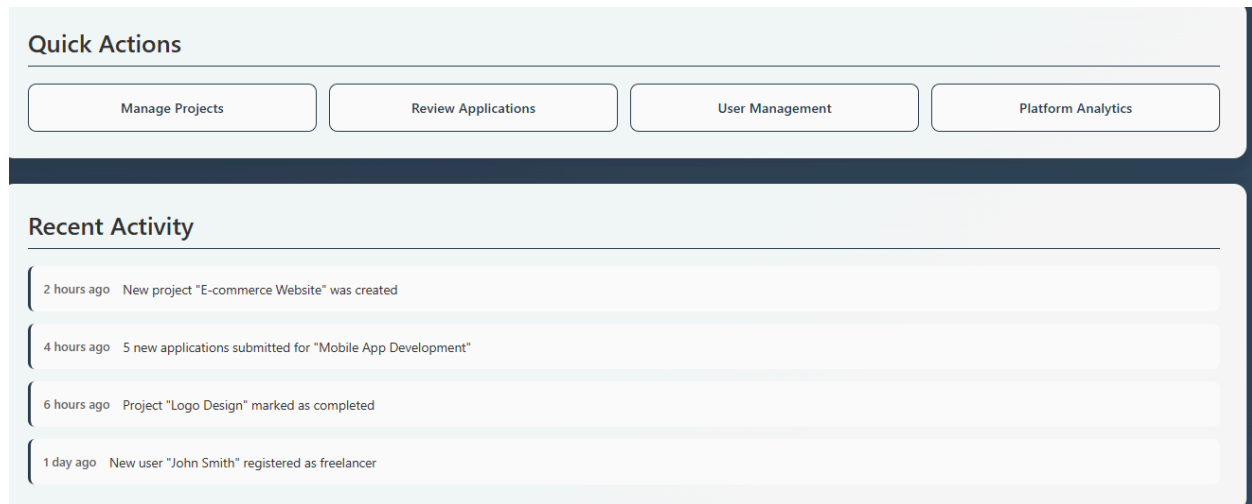 Quick Actions
Manage Projects
Review Applications
User Management
Platform Analytics
Recent Activity
2 hours ago New project "E-commerce Website" was created
4 hours ago 5 new applications submitted for "Mobile App Development"
6 hours ago Project "Logo Design" marked as completed
1 day ago New user "John Smith" registered as freelancer